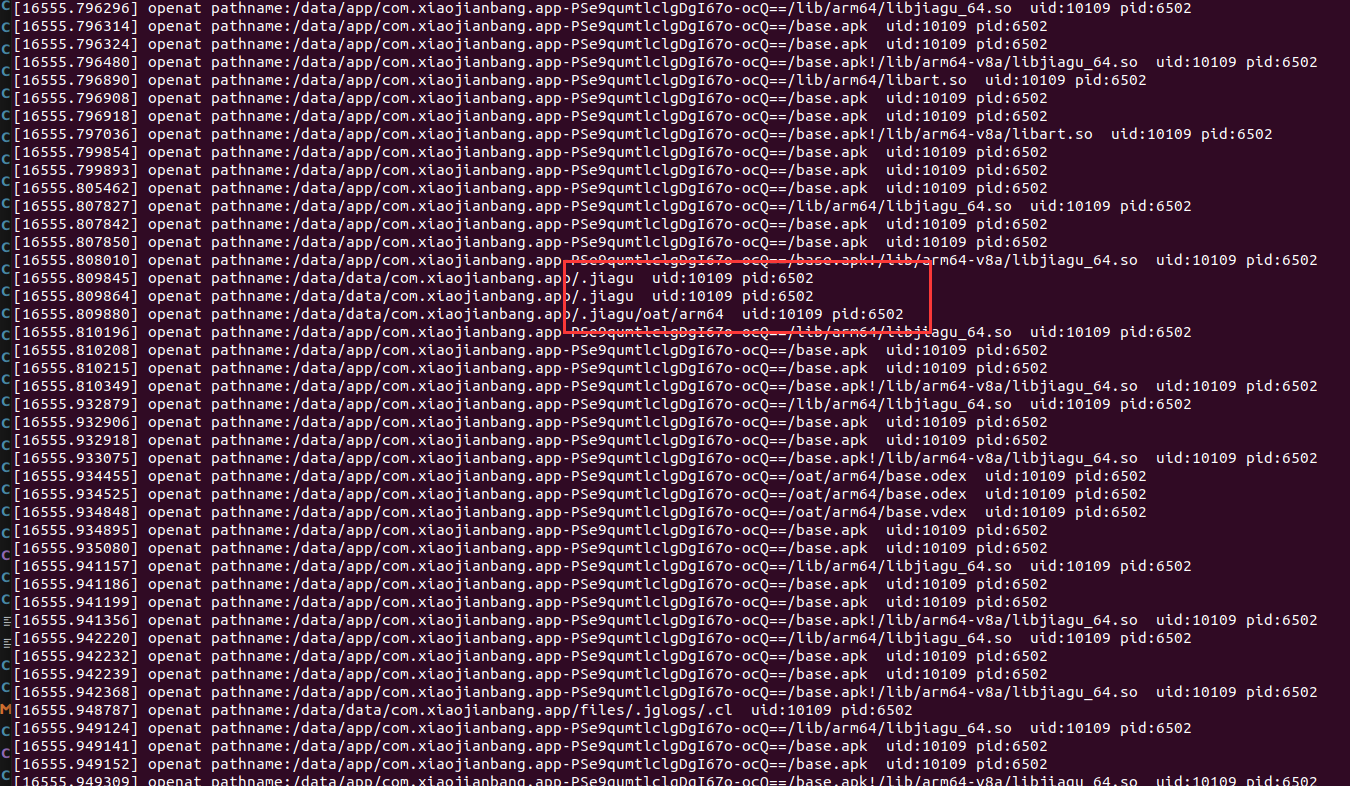 [16555.796296] openat pathname:/data/app/com.xiaojianbang.app-PSe9qumtlclgDgI67o-ocQ==/lib/arm64/libjiagu_64.so uid:10109 pid:6502
[16555.796314] openat pathname:/data/app/com.xiaojianbang.app-PSe9qumtlclgDgI67o-ocQ==/base.apk uid:10109 pid:6502
[16555.796324] openat pathname:/data/app/com.xiaojianbang.app-PSe9qumtlclgDgI67o-ocQ==/base.apk uid:10109 pid:6502
[16555.796480] openat pathname:/data/app/com.xiaojianbang.app-PSe9qumtlclgDgI67o-ocQ==/base.apk!/lib/arm64-v8a/libjiagu_64.so uid:10109 pid:6502
[16555.796890] openat pathname:/data/app/com.xiaojianbang.app-PSe9qumtlclgDgI67o-ocQ==/lib/arm64/libart.so uid:10109 pid:6502
[16555.796908] openat pathname:/data/app/com.xiaojianbang.app-PSe9qumtlclgDgI67o-ocQ==/base.apk uid:10109 pid:6502
[16555.796918] openat pathname:/data/app/com.xiaojianbang.app-PSe9qumtlclgDgI67o-ocQ==/base.apk uid:10109 pid:6502
[16555.797036] openat pathname:/data/app/com.xiaojianbang.app-PSe9qumtlclgDgI67o-ocQ==/base.apk!/lib/arm64-v8a/libart.so uid:10109 pid:6502
[16555.799854] openat pathname:/data/app/com.xiaojianbang.app-PSe9qumtlclgDgI67o-ocQ==/base.apk uid:10109 pid:6502
[16555.799893] openat pathname:/data/app/com.xiaojianbang.app-PSe9qumtlclgDgI67o-ocQ==/base.apk uid:10109 pid:6502
[16555.805462] openat pathname:/data/app/com.xiaojianbang.app-PSe9qumtlclgDgI67o-ocQ==/base.apk uid:10109 pid:6502
[16555.807827] openat pathname:/data/app/com.xiaojianbang.app-PSe9qumtlclgDgI67o-ocQ==/lib/arm64/libjiagu_64.so uid:10109 pid:6502
[16555.807842] openat pathname:/data/app/com.xiaojianbang.app-PSe9qumtlclgDgI67o-ocQ==/base.apk uid:10109 pid:6502
[16555.807850] openat pathname:/data/app/com.xiaojianbang.app-PSe9qumtlclgDgI67o-ocQ==/base.apk uid:10109 pid:6502
[16555.808010] openat pathname:/data/app/com.xiaojianbang.app-PSe9qumtlclgDgI67o-ocQ==/base.apk!/lib/arm64-v8a/libjiagu_64.so uid:10109 pid:6502
[16555.809845] openat pathname:/data/data/com.xiaojianbang.app/.jiagu uid:10109 pid:6502
[16555.809864] openat pathname:/data/data/com.xiaojianbang.app/.jiagu uid:10109 pid:6502
[16555.809880] openat pathname:/data/data/com.xiaojianbang.app/.jiagu/oat/arm64 uid:10109 pid:6502
[16555.810196] openat pathname:/data/app/com.xiaojianbang.app-PSe9qumtlclgDgI67o-ocQ==/lib/arm64/libjiagu_64.so uid:10109 pid:6502
[16555.810208] openat pathname:/data/app/com.xiaojianbang.app-PSe9qumtlclgDgI67o-ocQ==/base.apk uid:10109 pid:6502
[16555.810215] openat pathname:/data/app/com.xiaojianbang.app-PSe9qumtlclgDgI67o-ocQ==/base.apk uid:10109 pid:6502
[16555.810349] openat pathname:/data/app/com.xiaojianbang.app-PSe9qumtlclgDgI67o-ocQ==/base.apk!/lib/arm64-v8a/libjiagu_64.so uid:10109 pid:6502
[16555.932879] openat pathname:/data/app/com.xiaojianbang.app-PSe9qumtlclgDgI67o-ocQ==/lib/arm64/libjiagu_64.so uid:10109 pid:6502
[16555.932906] openat pathname:/data/app/com.xiaojianbang.app-PSe9qumtlclgDgI67o-ocQ==/base.apk uid:10109 pid:6502
[16555.932918] openat pathname:/data/app/com.xiaojianbang.app-PSe9qumtlclgDgI67o-ocQ==/base.apk uid:10109 pid:6502
[16555.933075] openat pathname:/data/app/com.xiaojianbang.app-PSe9qumtlclgDgI67o-ocQ==/base.apk!/lib/arm64-v8a/libjiagu_64.so uid:10109 pid:6502
[16555.934455] openat pathname:/data/app/com.xiaojianbang.app-PSe9qumtlclgDgI67o-ocQ==/oat/arm64/base.odex uid:10109 pid:6502
[16555.934525] openat pathname:/data/app/com.xiaojianbang.app-PSe9qumtlclgDgI67o-ocQ==/oat/arm64/base.odex uid:10109 pid:6502
[16555.934848] openat pathname:/data/app/com.xiaojianbang.app-PSe9qumtlclgDgI67o-ocQ==/oat/arm64/base.vdex uid:10109 pid:6502
[16555.934895] openat pathname:/data/app/com.xiaojianbang.app-PSe9qumtlclgDgI67o-ocQ==/base.apk uid:10109 pid:6502
[16555.935080] openat pathname:/data/app/com.xiaojianbang.app-PSe9qumtlclgDgI67o-ocQ==/base.apk uid:10109 pid:6502
[16555.941157] openat pathname:/data/app/com.xiaojianbang.app-PSe9qumtlclgDgI67o-ocQ==/lib/arm64/libjiagu_64.so uid:10109 pid:6502
[16555.941186] openat pathname:/data/app/com.xiaojianbang.app-PSe9qumtlclgDgI67o-ocQ==/base.apk uid:10109 pid:6502
[16555.941199] openat pathname:/data/app/com.xiaojianbang.app-PSe9qumtlclgDgI67o-ocQ==/base.apk uid:10109 pid:6502
[16555.941356] openat pathname:/data/app/com.xiaojianbang.app-PSe9qumtlclgDgI67o-ocQ==/base.apk!/lib/arm64-v8a/libjiagu_64.so uid:10109 pid:6502
[16555.942220] openat pathname:/data/app/com.xiaojianbang.app-PSe9qumtlclgDgI67o-ocQ==/lib/arm64/libjiagu_64.so uid:10109 pid:6502
[16555.942232] openat pathname:/data/app/com.xiaojianbang.app-PSe9qumtlclgDgI67o-ocQ==/base.apk uid:10109 pid:6502
[16555.942239] openat pathname:/data/app/com.xiaojianbang.app-PSe9qumtlclgDgI67o-ocQ==/base.apk uid:10109 pid:6502
[16555.942368] openat pathname:/data/app/com.xiaojianbang.app-PSe9qumtlclgDgI67o-ocQ==/base.apk!/lib/arm64-v8a/libjiagu_64.so uid:10109 pid:6502
[16555.948787] openat pathname:/data/data/com.xiaojianbang.app/files/.jglogs/.cl uid:10109 pid:6502
[16555.949124] openat pathname:/data/app/com.xiaojianbang.app-PSe9qumtlclgDgI67o-ocQ==/lib/arm64/libjiagu_64.so uid:10109 pid:6502
[16555.949141] openat pathname:/data/app/com.xiaojianbang.app-PSe9qumtlclgDgI67o-ocQ==/base.apk uid:10109 pid:6502
[16555.949152] openat pathname:/data/app/com.xiaojianbang.app-PSe9qumtlclgDgI67o-ocQ==/base.apk uid:10109 pid:6502
[16555.949309] openat pathname:/data/app/com.xiaojianbang.app-PSe9qumtlclgDgI67o-ocQ==/base.apk!/lib/arm64-v8a/libjiagu_64.so uid:10109 pid:6502